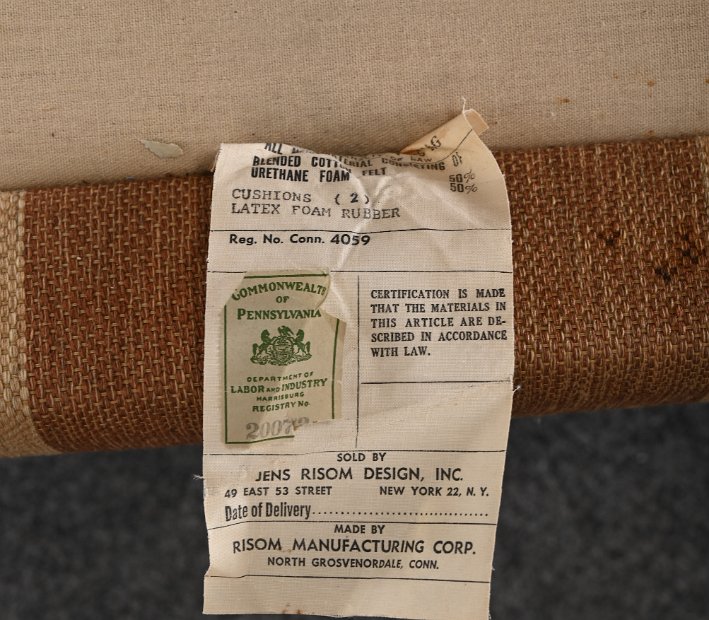 BLENDED COTTERIAL CONSISTING
URETHANE FOAM FELT 50%
50%
CUSHIONS (2)
LATEX FOAM RUBBER
Reg. No. Conn. 4059
COMMONWEALTH
OF
PENNSYLVANIA
DEPARTMENT OF
LABOR AND INDUSTRY
HARRISBURG
REGISTRY No.
CERTIFICATION IS MADE
THAT THE MATERIALS IN
THIS ARTICLE ARE DE-
SCRIBED IN ACCORDANCE
WITH LAW.
SOLD BY
JENS RISOM DESIGN, INC.
49 EAST 53 STREET NEW YORK 22, N. Y.
Date of Delivery
MADE BY
RISOM MANUFACTURING CORP.
NORTH GROSVENORDALE, CONN.